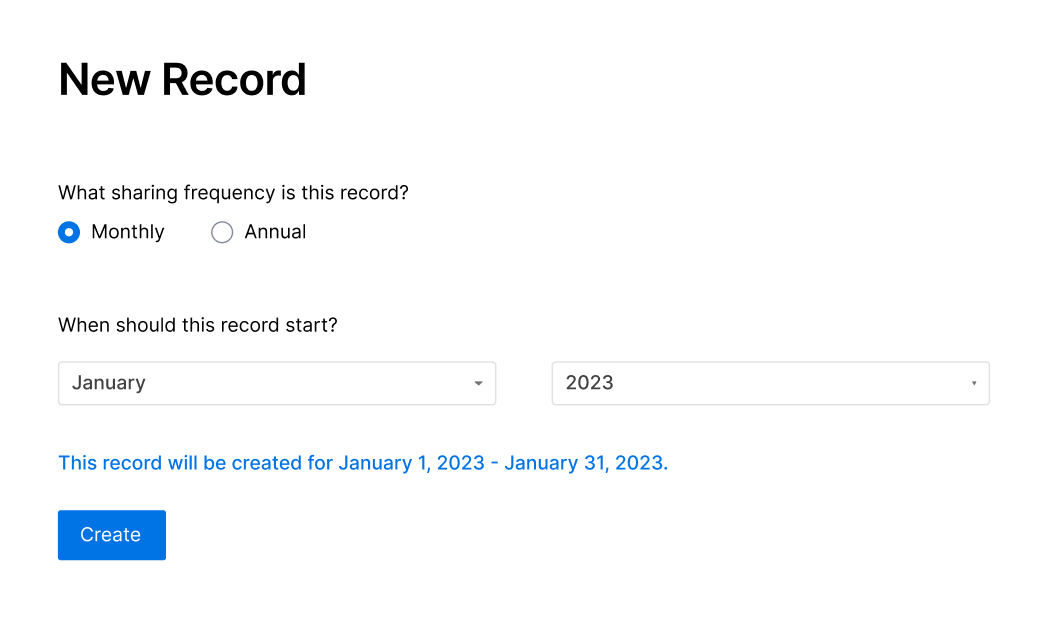 New Record
What sharing frequency is this record?
Monthly Annual
When should this record start?
January 2023
This record will be created for January 1, 2023 - January 31, 2023.
Create